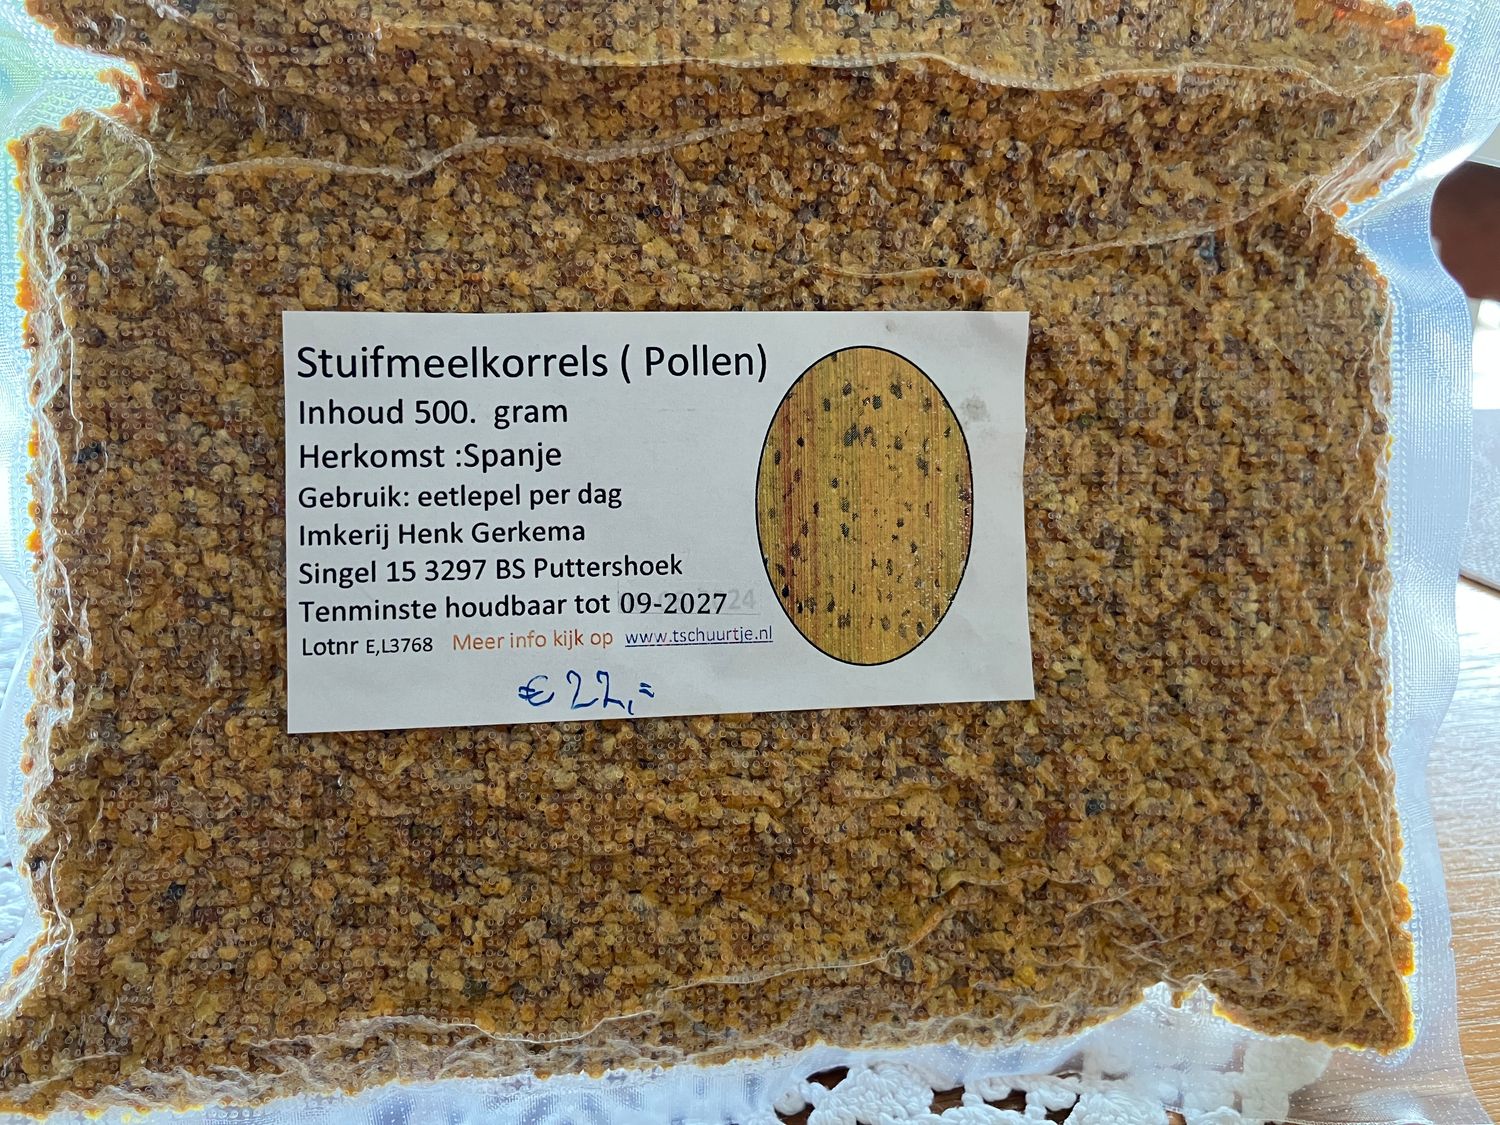 Stuifmeelkorrels ( Pollen)
Inhoud 500.  gram
Herkomst :Spanje
Gebruik: eetlepel per dag
Imkerij Henk Gerkema
Singel 15 3297 BS Puttershoek
Tenminste houdbaar tot 09-2027
Lotnr E,L3768 Meer info kijk op www.tschuurtje.nl
€ 22,=